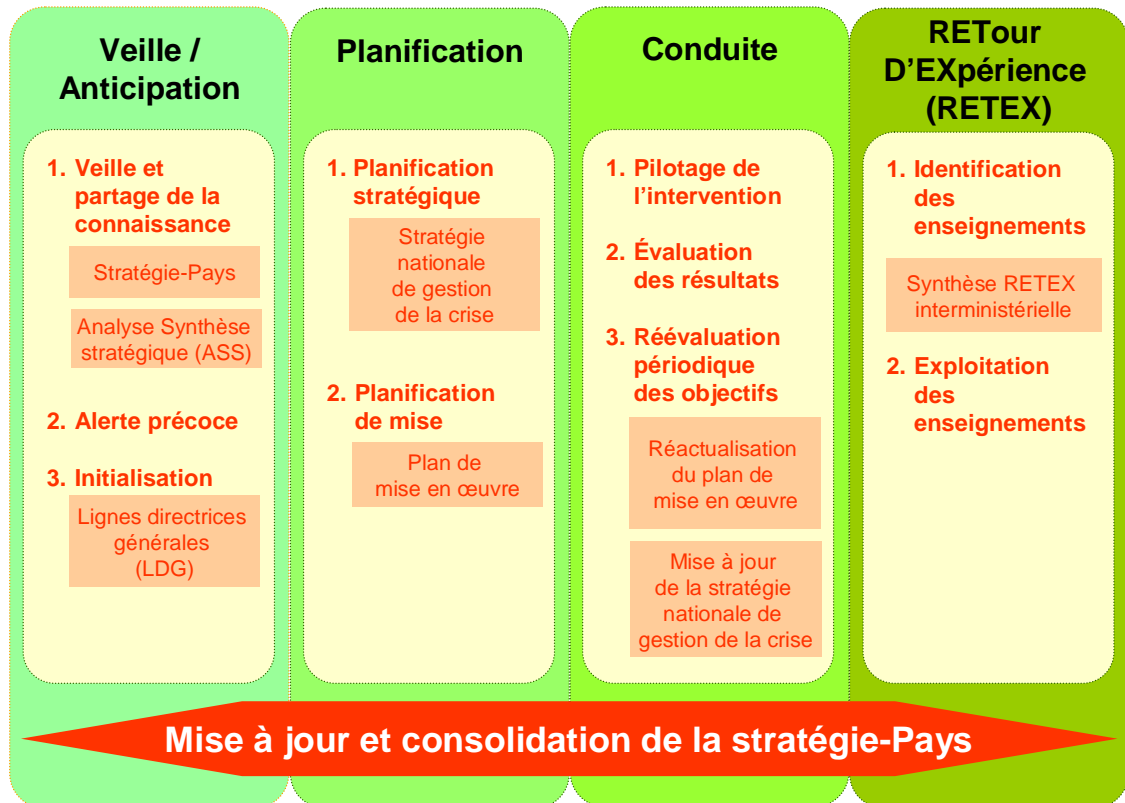 Veille /
Anticipation
1. Veille et
partage de la
connaissance
Stratégie-Pays
Analyse Synthèse
stratégique (ASS)
2. Alerte précoce
3. Initialisation
Lignes directrices
générales
(LDG)
Planification
1. Planification
stratégique
Stratégie
nationale
de gestion
de la crise
2. Planification
de mise
Plan de
mise en œuvre
Conduite
1. Pilotage de
l’intervention
2. Évaluation
des résultats
3. Réévaluation
périodique
des objectifs
Réactualisation
du plan de
mise en œuvre
Mise à jour
de la stratégie
nationale de
gestion de la crise
RETour
D’EXpérience
(RETEX)
1. Identification
des
enseignements
Synthèse RETEX
interministérielle
2. Exploitation
des
enseignements
Mise à jour et consolidation de la stratégie-Pays